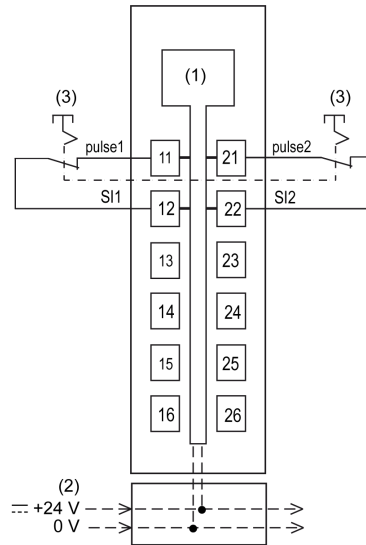 (1)
(3) (3)
pulse1 11 21 pulse2
SI1 12 22 SI2
13 23
14 24
15 25
16 26
(2)
+24 V
0 V